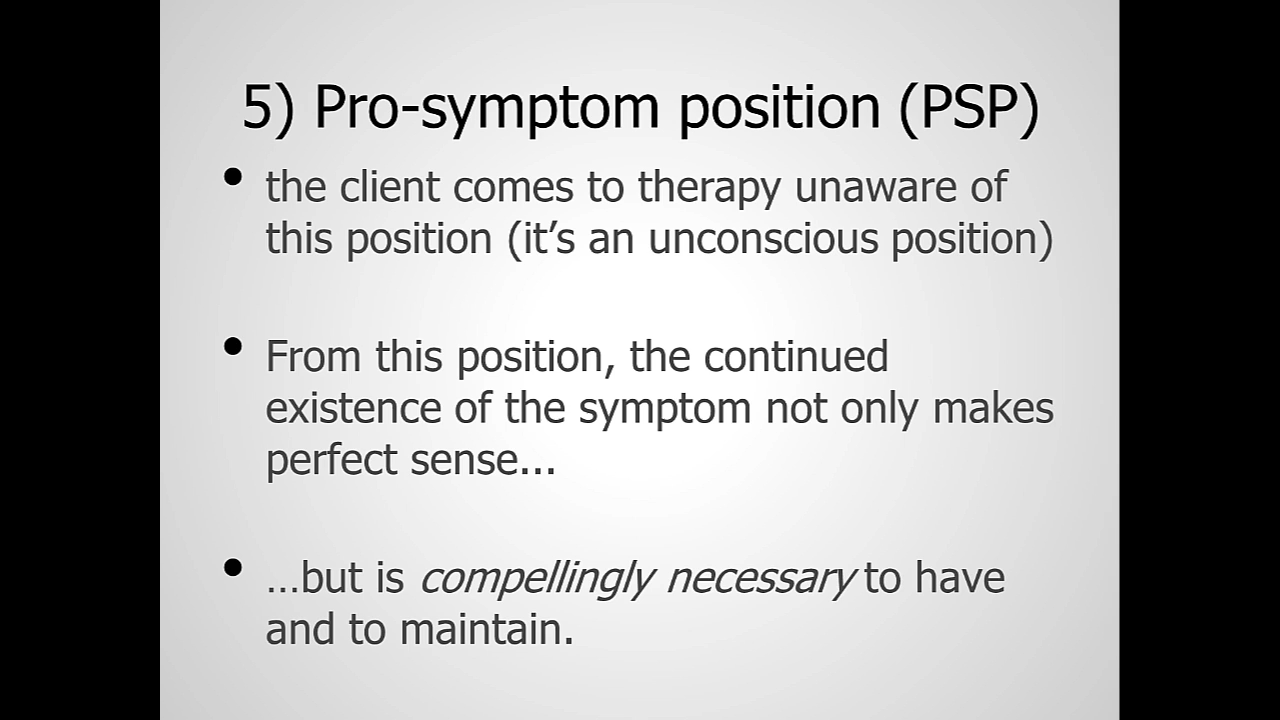 5) Pro-symptom position (PSP)
• the client comes to therapy unaware of
this position (it’s an unconscious position)
• From this position, the continued
existence of the symptom not only makes
perfect sense...
• …but is compellingly necessary to have
and to maintain.